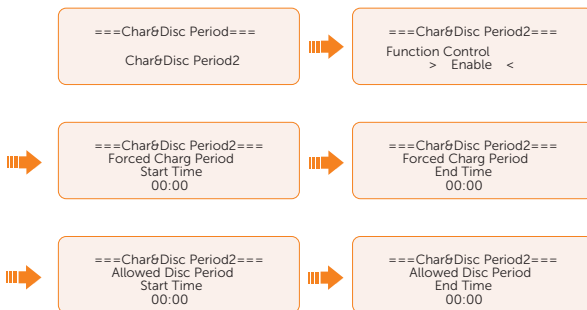 ===Char&Disc Period===
Char&Disc Period2
===Char&Disc Period2===
Function Control
> Enable <
===Char&Disc Period2===
Forced Charg Period
Start Time
00:00
===Char&Disc Period2===
Forced Charg Period
End Time
00:00
===Char&Disc Period2===
Allowed Disc Period
Start Time
00:00
===Char&Disc Period2===
Allowed Disc Period
End Time
00:00